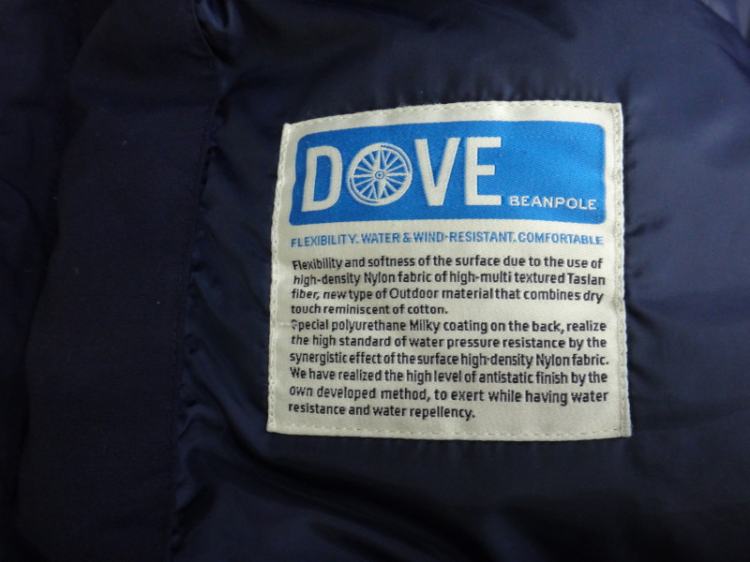 DOVE
BEANPOLE
FLEXIBILITY. WATER & WIND-RESISTANT. COMFORTABLE
Flexibility and softness of the surface due to the use of
high-density Nylon fabric of high-multi textured Taslan
fiber, new type of Outdoor material that combines dry
touch reminiscent of cotton.
Special polyurethane Milky coating on the back, realize
the high standard of water pressure resistance by the
synergistic effect of the surface high-density Nylon fabric.
We have realized the high level of antistatic finish by the
own developed method, to exert while having water
resistance and water repellency.